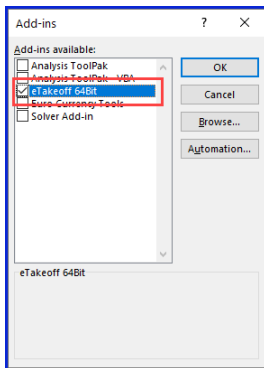 Add-ins
? ×
Add-ins available:
Analysis ToolPak
Analysis ToolPak - VBA
eTakeoff 64Bit
Euro Currency Tools
Solver Add-in
OK
Cancel
Browse...
Automation...
eTakeoff 64Bit